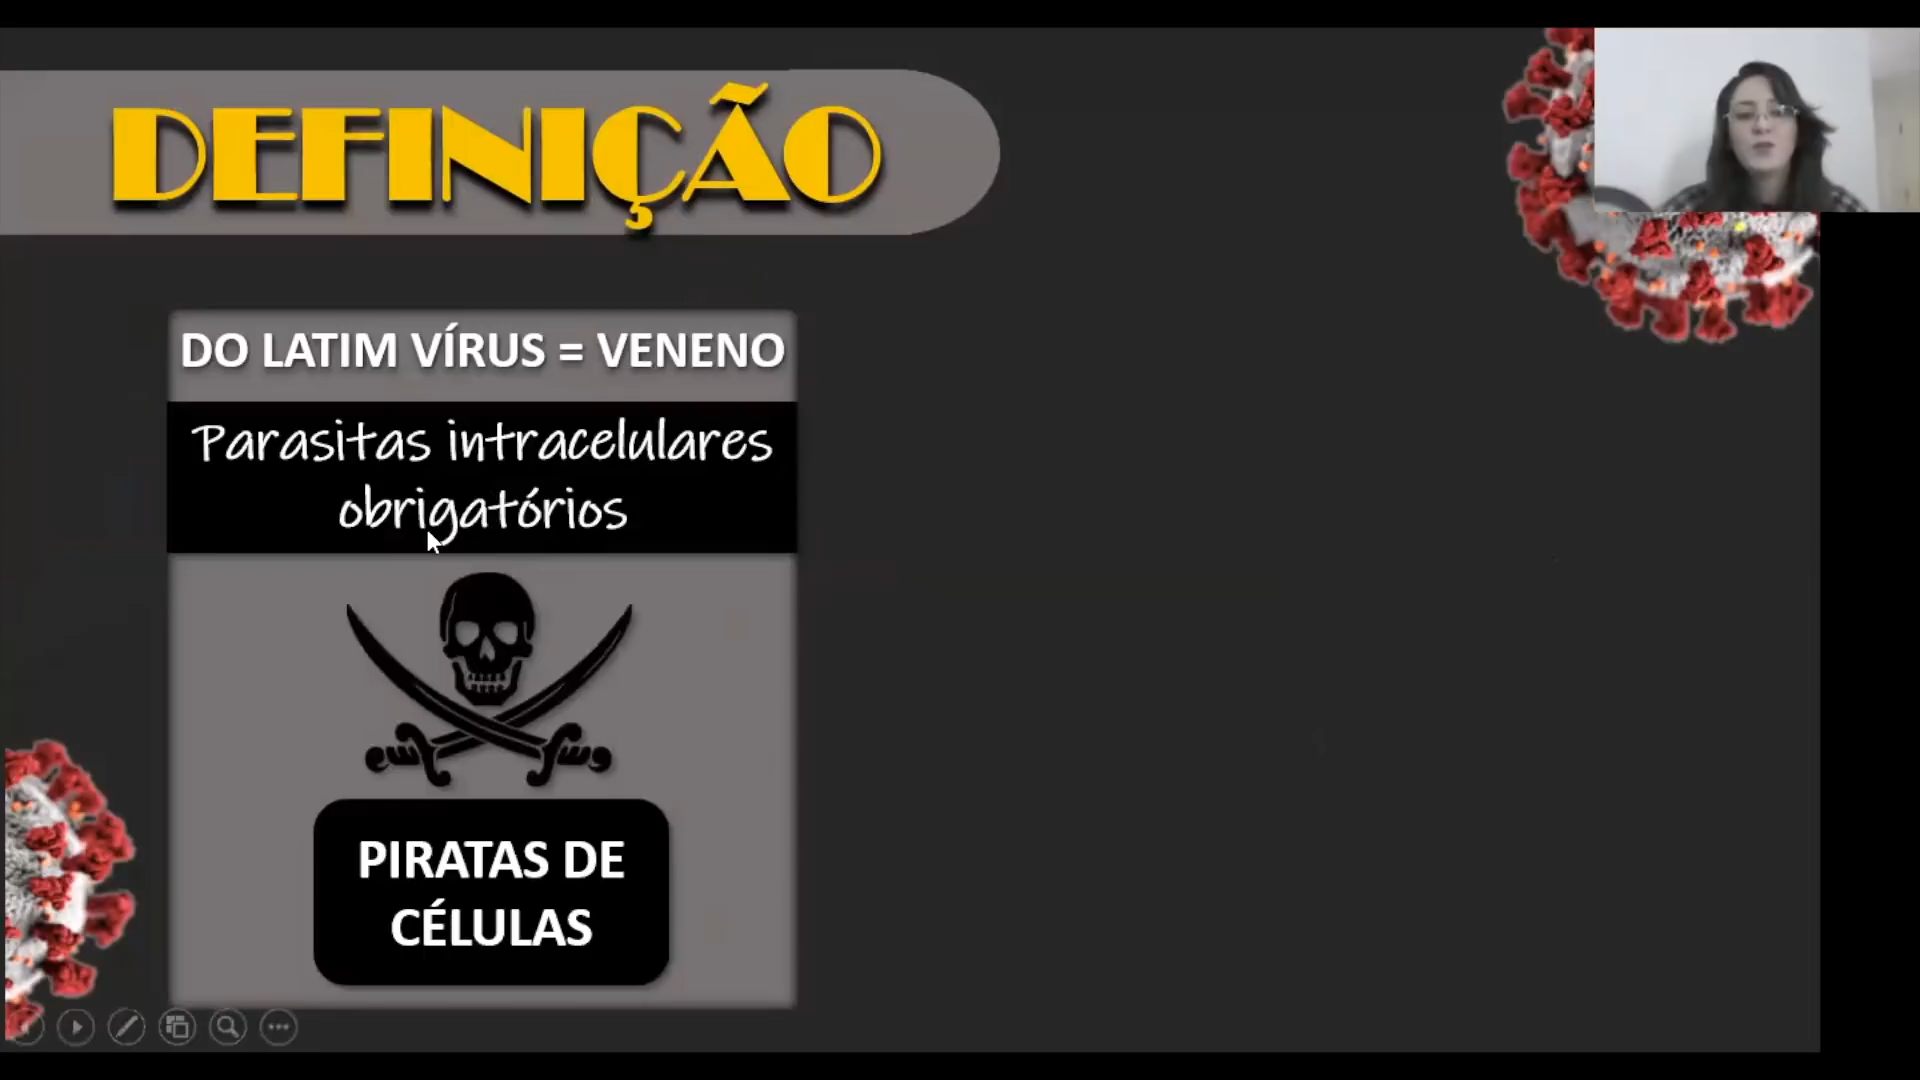 DEFINIÇÃO
DO LATIM VÍRUS = VENENO
Parasitas intracelulares
obrigatórios
PIRATAS DE
CÉLULAS